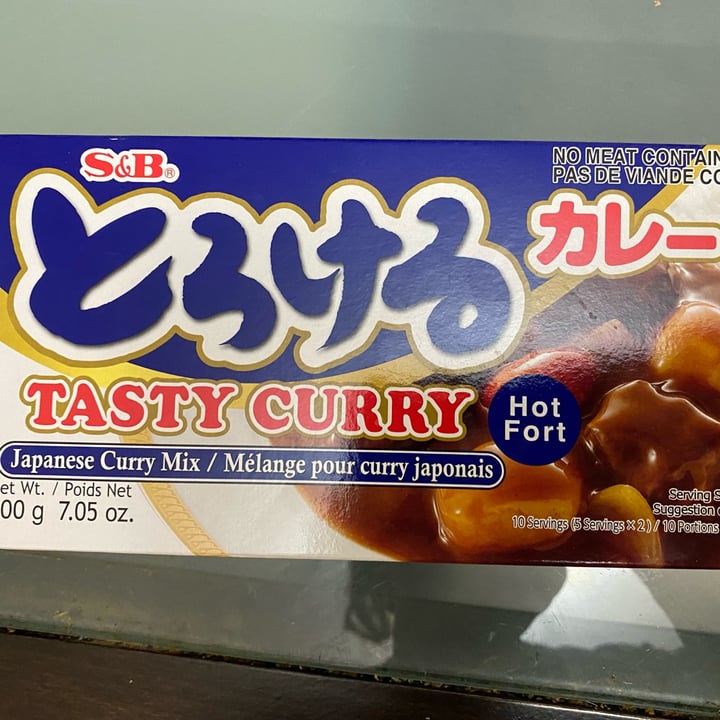 S&B®
NO MEAT CONTAIN
PAS DE VIANDE CO
とろける
カレー
TASTY CURRY
Hot
Fort
Japanese Curry Mix / Mélange pour curry japonais
et Wt. / Poids Net
00 g 7.05 oz.
Serving S
Suggestion
10 Servings (5 Servings × 2) / 10 Portions